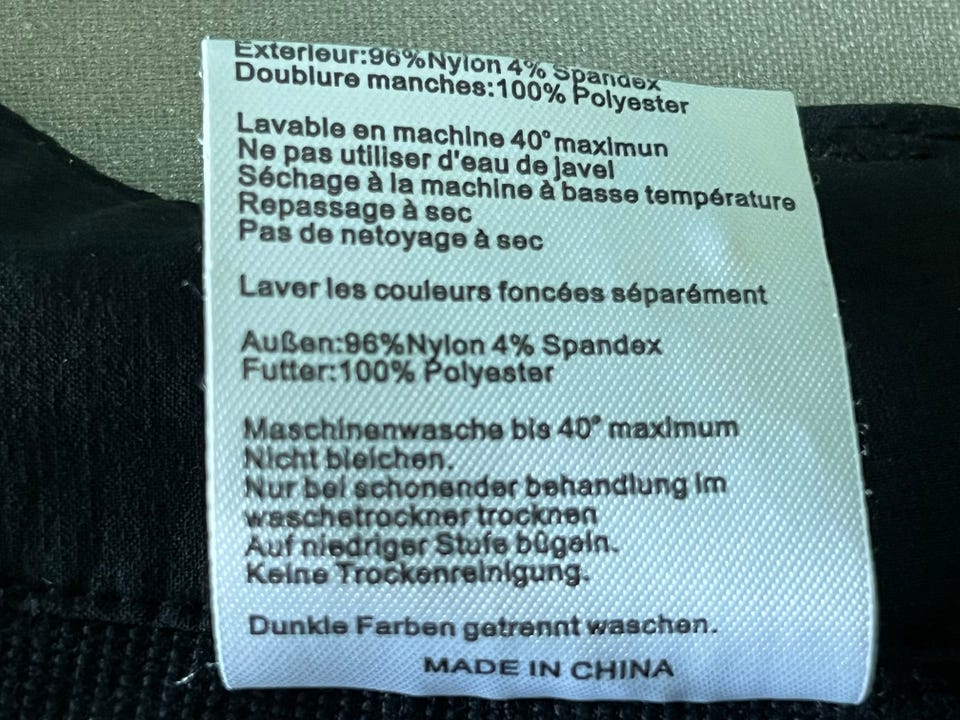 Exterieur:96%Nylon 4% Spandex
Doublure manches:100% Polyester
Lavable en machine 40° maximun
Ne pas utiliser d'eau de javel
Séchage à la machine à basse température
Repassage à sec
Pas de netoyage à sec
Laver les couleurs foncées séparément
Außen:96%Nylon 4% Spandex
Futter:100% Polyester
Maschinenwasche bis 40° maximum
Nicht bleichen.
Nur bei schonender behandlung im
waschetrockner trocknen
Auf niedriger Stufe bûgeln.
Keine Trockenreinigung.
Dunkle Farben getrennt waschen.
MADE IN CHINA